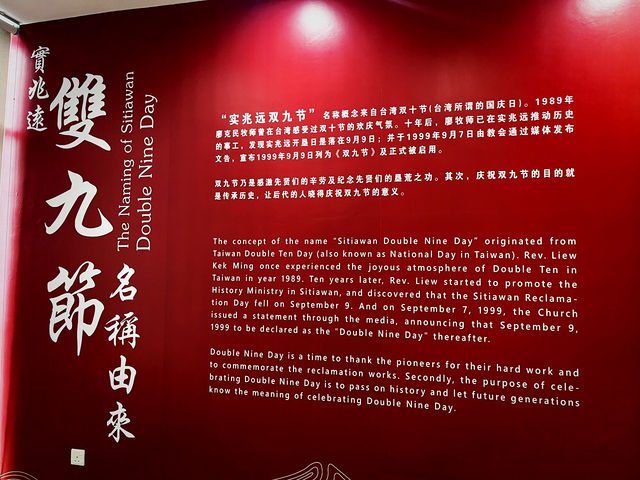 實兆遠
雙九節
The Naming of Sitiawan
Double Nine Day
名稱由來
“实兆远双九节”名称概念来自台湾双十节(台湾所谓的国庆日)。1989年
廖克民牧师曾在台湾感受过双十节的欢庆气氛。十年后，廖牧师已在实兆远推动历史
的事工，发现实兆远开垦日是落在9月9日；并于1999年9月7日由教会通过媒体发布
文告，宣布1999年9月9日列为《双九节》及正式被启用。
双九节乃是感激先贤们的辛劳及纪念先贤们的垦荒之功。其次，庆祝双九节的目的就
是传承历史，让后代的人晓得庆祝双九节的意义。
The concept of the name "Sitiawan Double Nine Day" originated from
Taiwan Double Ten Day (also known as National Day in Taiwan). Rev. Liew
Kek Ming once experienced the joyous atmosphere of Double Ten in
Taiwan in year 1989. Ten years later, Rev. Liew started to promote the
History Ministry in Sitiawan, and discovered that the Sitiawan Reclama-
tion Day fell on September 9. And on September 7, 1999, the Church
issued a statement through the media, announcing that September 9,
1999 to be declared as the "Double Nine Day" thereafter.
Double Nine Day is a time to thank the pioneers for their hard work and
to commemorate the reclamation works. Secondly, the purpose of cele-
brating Double Nine Day is to pass on history and let future generations
know the meaning of celebrating Double Nine Day.